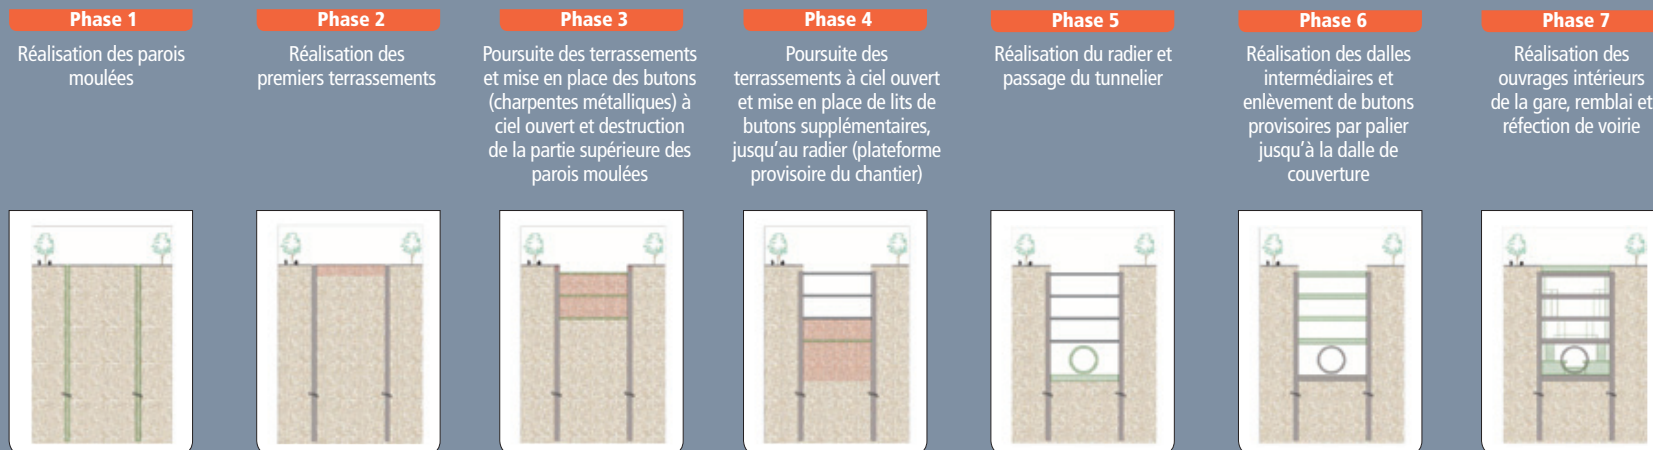 Phase 1
Réalisation des parois
moulées
Phase 2
Réalisation des
premiers terrassements
Phase 3
Poursuite des terrassements
et mise en place des butons
(charpentes métalliques) à
ciel ouvert et destruction
de la partie supérieure des
parois moulées
Phase 4
Poursuite des
terrassements à ciel ouvert
et mise en place de lits de
butons supplémentaires,
jusqu'au radier (plateforme
provisoire du chantier)
Phase 5
Réalisation du radier et
passage du tunnelier
Phase 6
Réalisation des dalles
intermédiaires et
enlèvement de butons
provisoires par palier
jusqu'à la dalle de
couverture
Phase 7
Réalisation des
ouvrages intérieurs
de la gare, remblai et
réfection de voirie